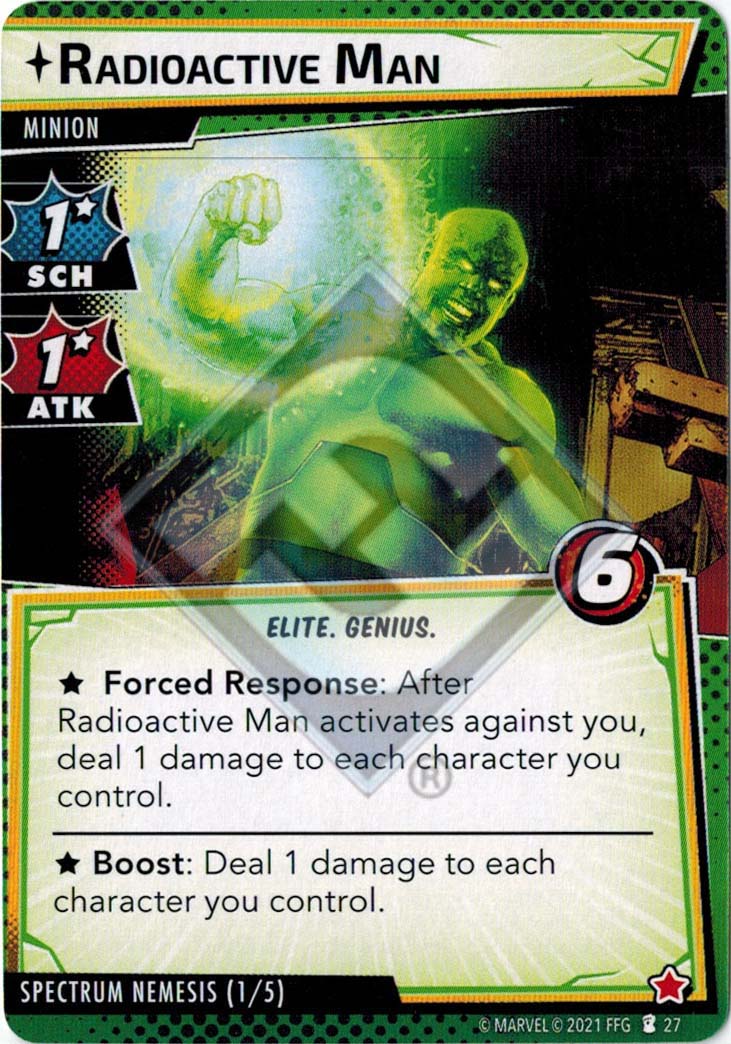 RADIOACTIVE MAN
MINION
1★
SCH
1★
ATK
6
ELITE. GENIUS.
★ Forced Response: After
Radioactive Man activates against you,
deal 1 damage to each character you
control.
★ Boost: Deal 1 damage to each
character you control.
SPECTRUM NEMESIS (1/5)
© MARVEL © 2021 FFG 27
®